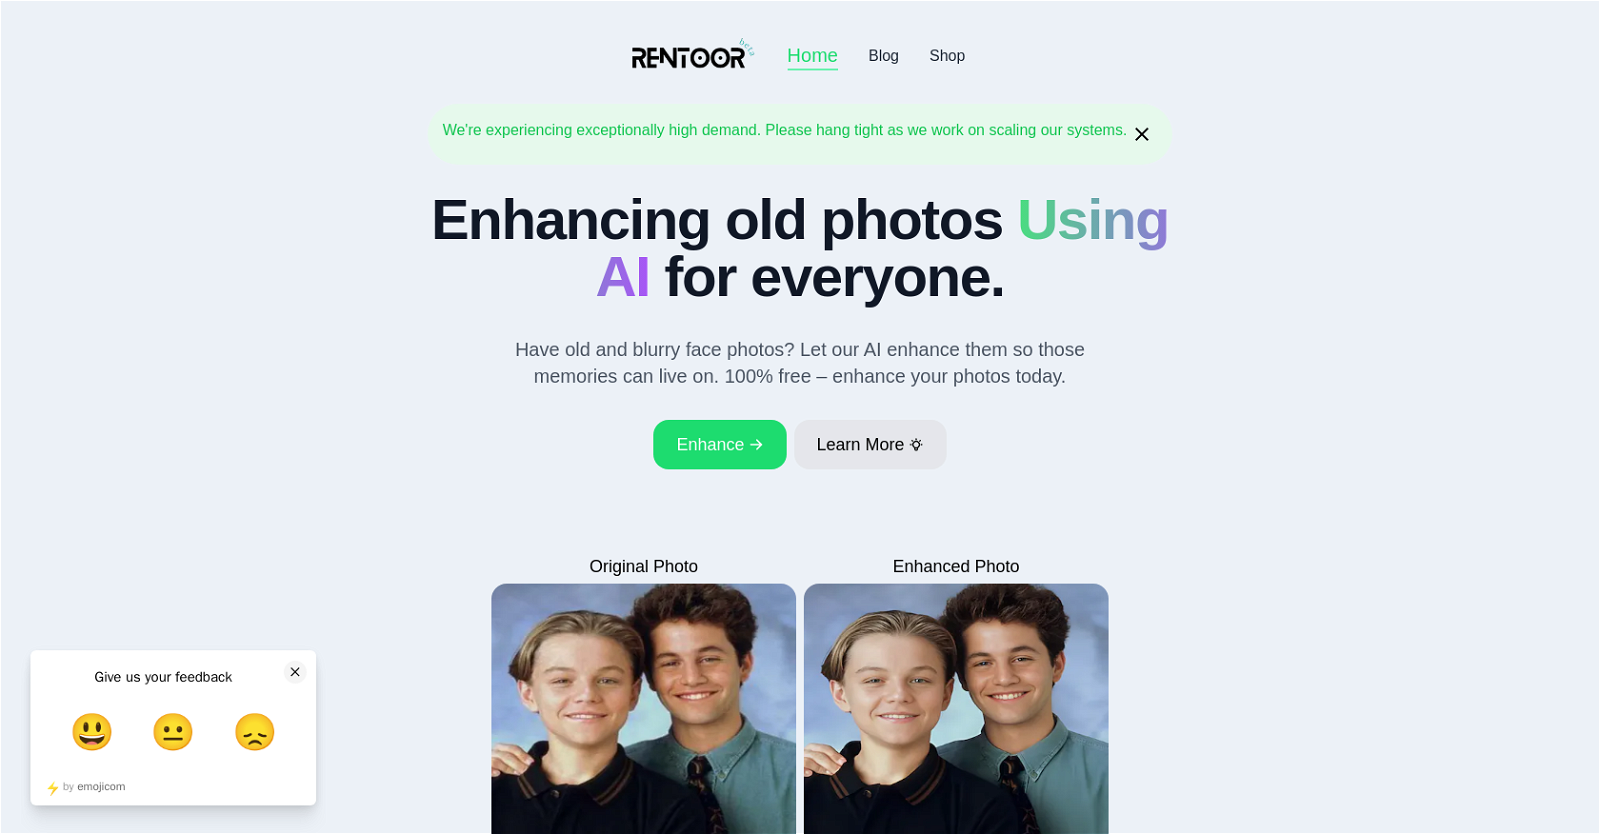 RENTOOR beta
Home
Blog
Shop
We're experiencing exceptionally high demand. Please hang tight as we work on scaling our systems.
Enhancing old photos Using
AI for everyone.
Have old and blurry face photos? Let our AI enhance them so those
memories can live on. 100% free – enhance your photos today.
Enhance →
Learn More
Original Photo
Enhanced Photo
Give us your feedback
by emojicom